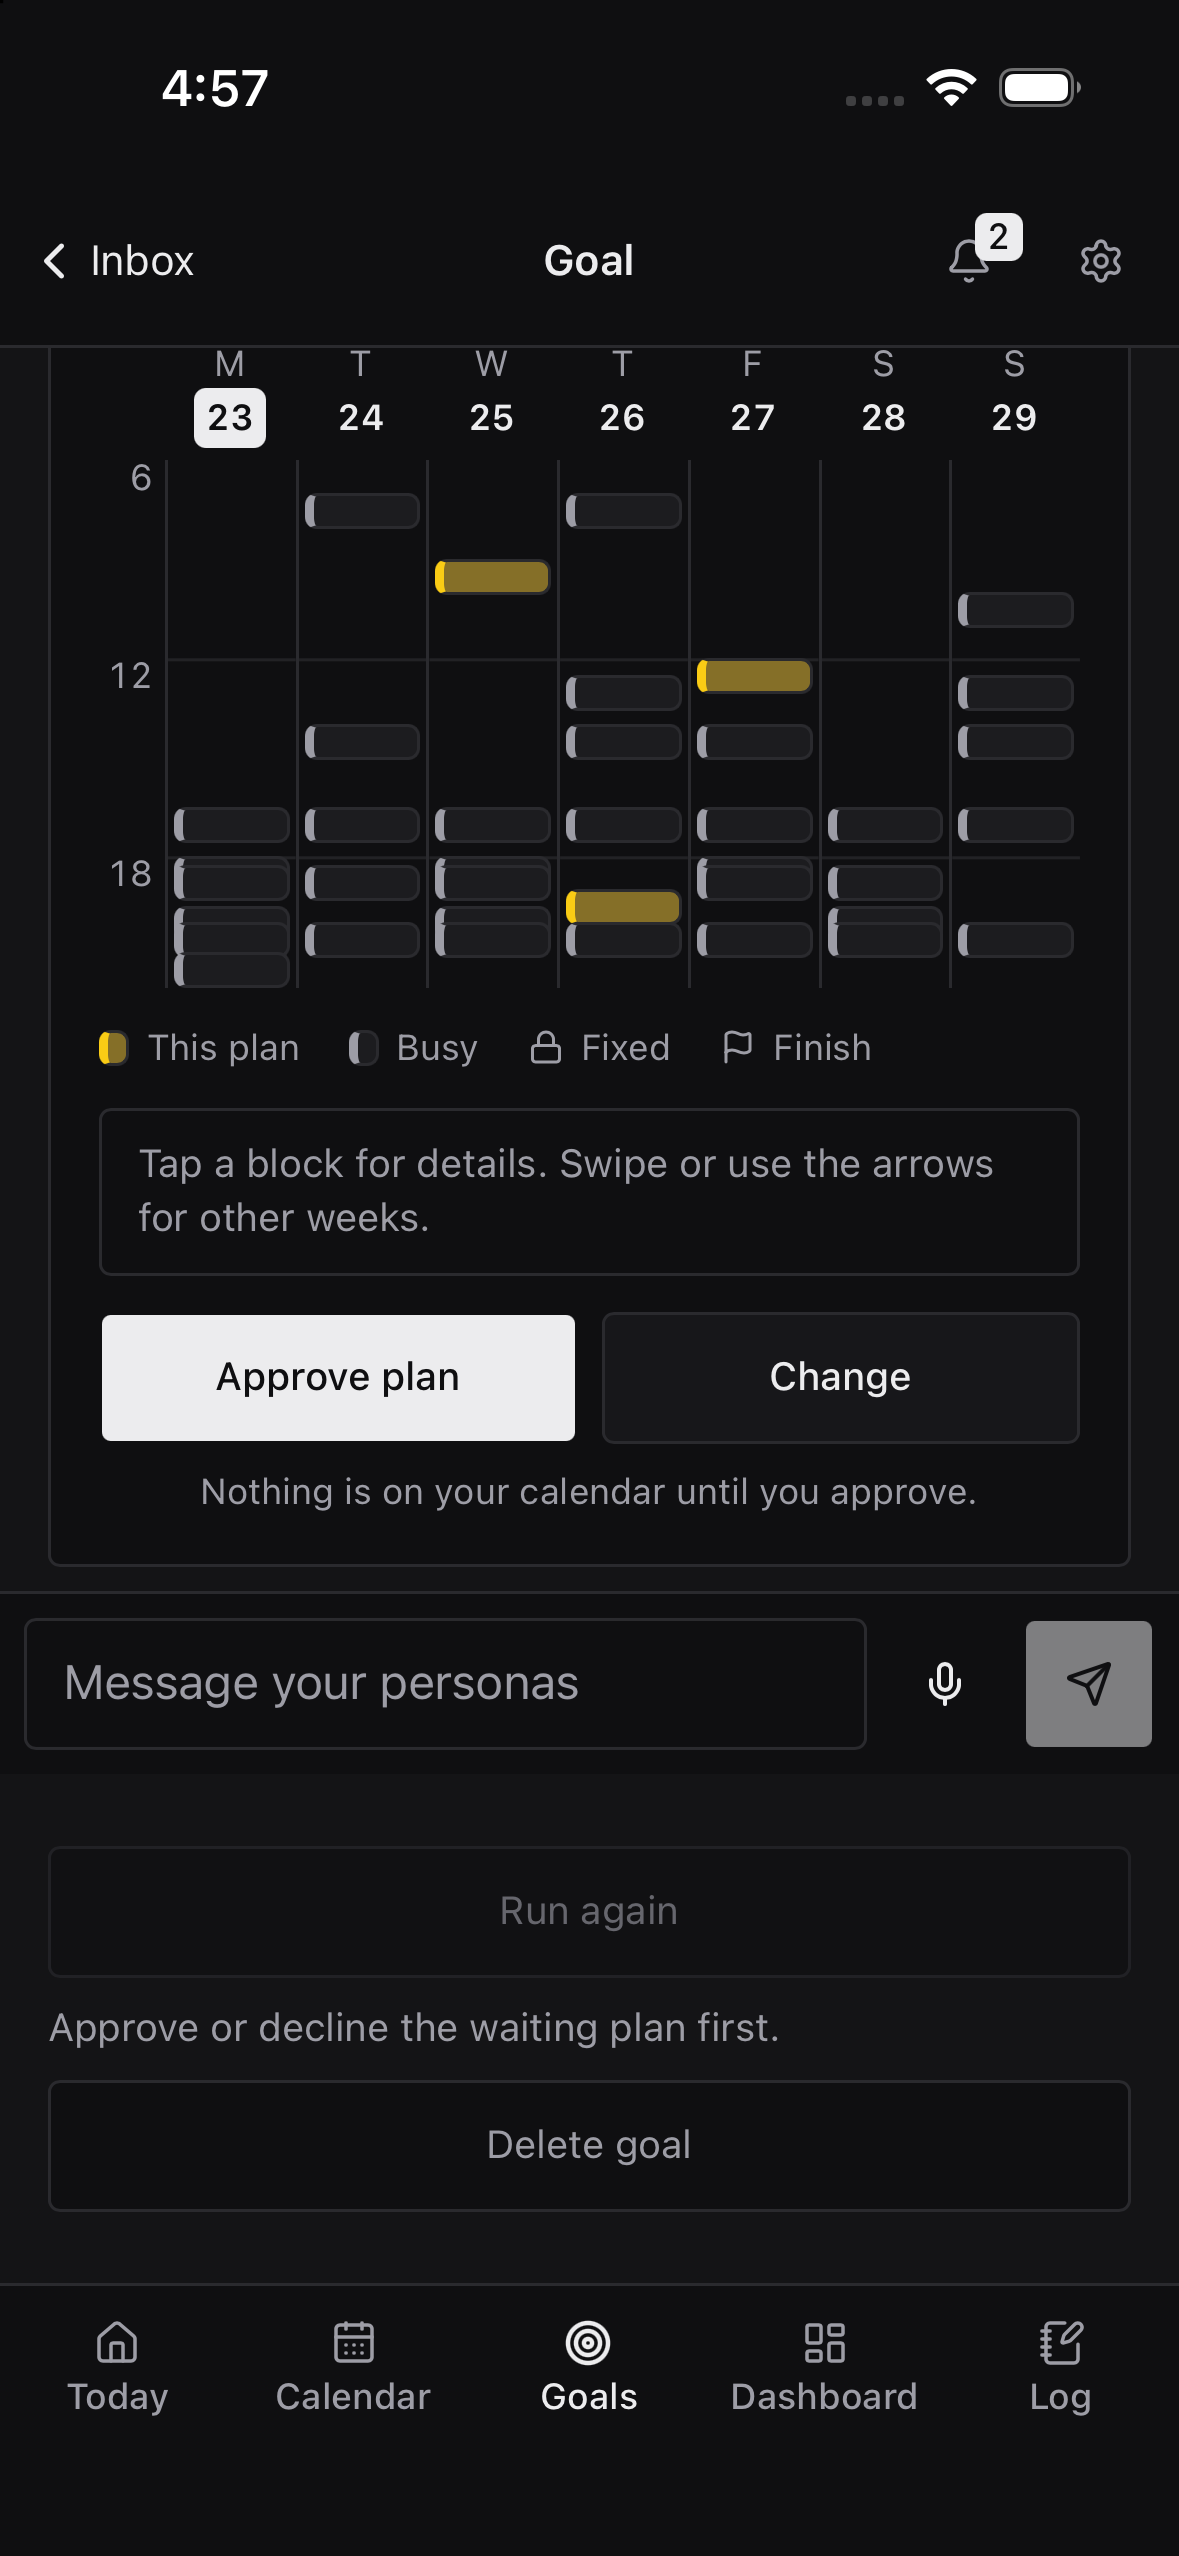 4:57
Inbox
Goal
2
M T W T F S S
23 24 25 26 27 28 29
6
12
18
This plan Busy Fixed Finish
Tap a block for details. Swipe or use the arrows
for other weeks.
Approve plan
Change
Nothing is on your calendar until you approve.
Message your personas
Run again
Approve or decline the waiting plan first.
Delete goal
Today Calendar Goals Dashboard Log